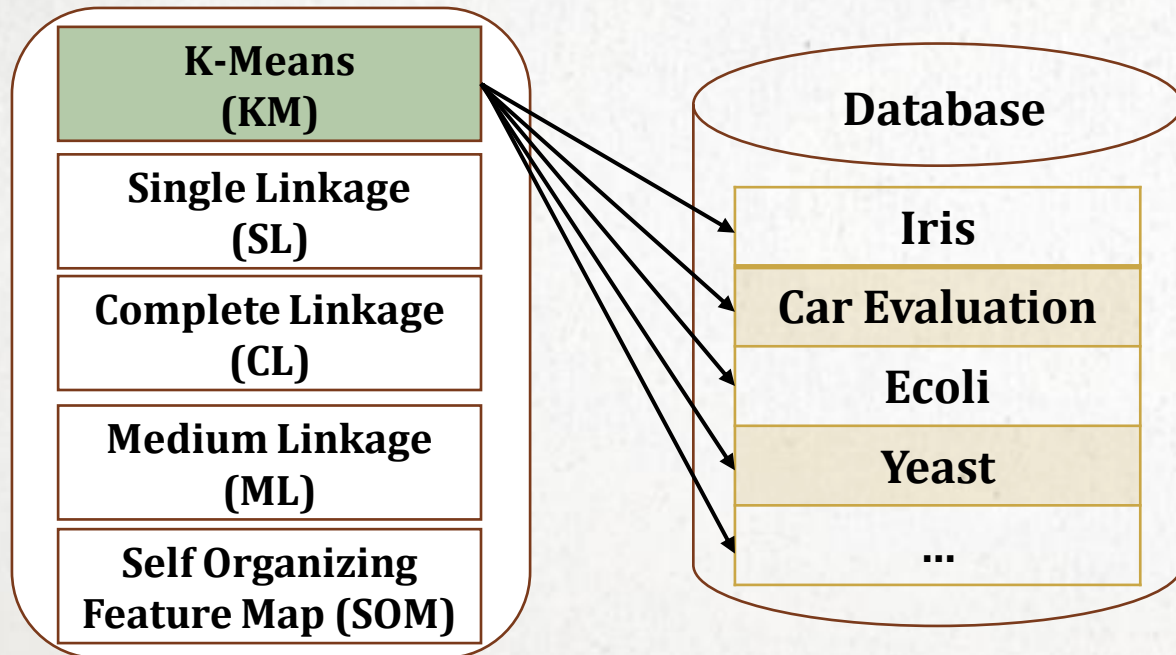 K-Means
(KM)
Single Linkage
(SL)
Complete Linkage
(CL)
Medium Linkage
(ML)
Self Organizing
Feature Map (SOM)
Database
Iris
Car Evaluation
Ecoli
Yeast
...